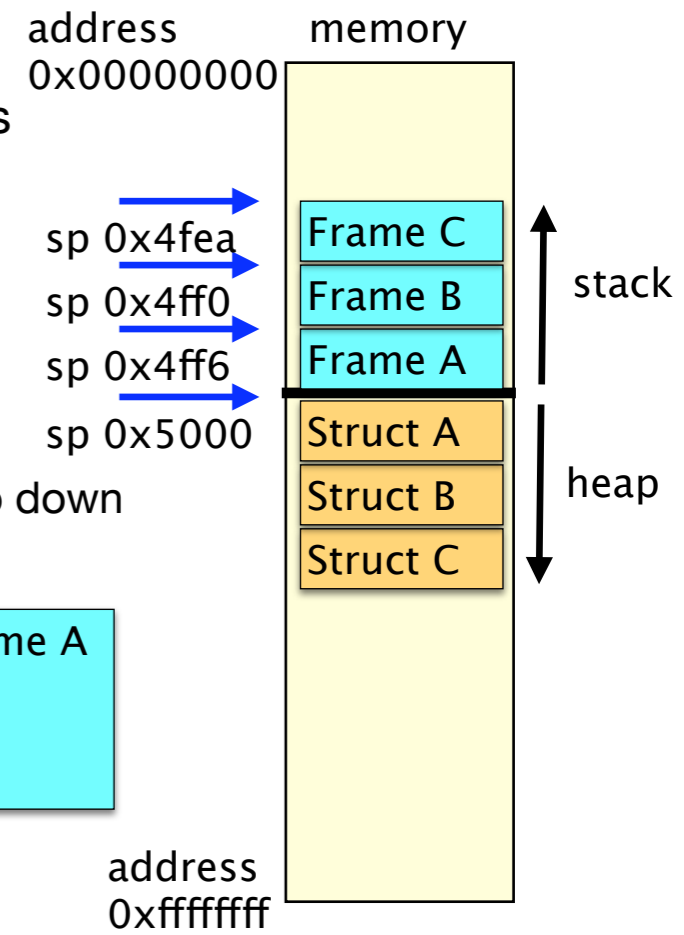 address memory
0x00000000
s
sp 0x4fea
Frame C
sp 0x4ff0
Frame B
stack
sp 0x4ff6
Frame A
sp 0x5000
Struct A
down
Struct B
heap
Struct C
me A
address
0xffffffff